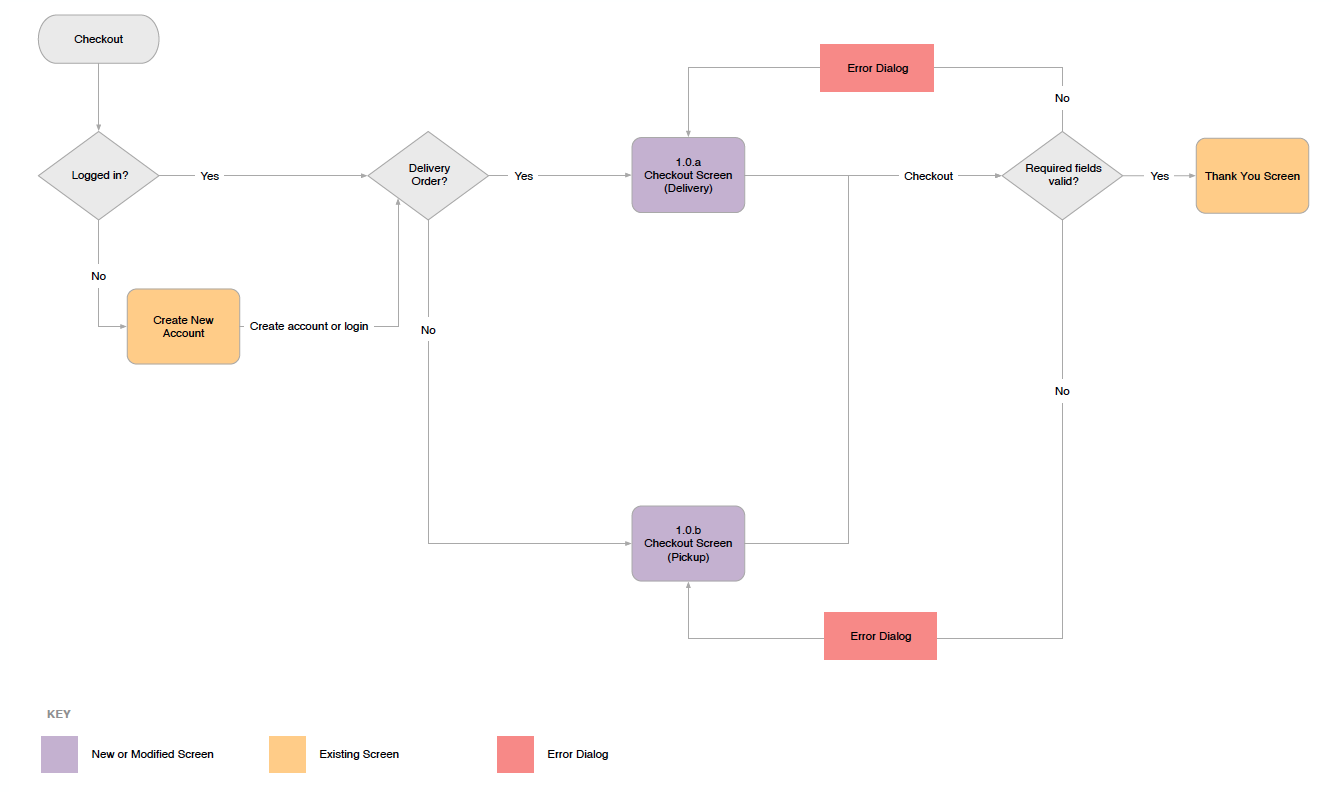 Checkout
Error Dialog
No
Logged in?
Yes
Delivery
Order?
Yes
1.0.a
Checkout Screen
(Delivery)
Checkout
Required fields
valid?
Yes
Thank You Screen
No
Create New
Account
Create account or login
No
No
1.0.b
Checkout Screen
(Pickup)
Error Dialog
KEY
New or Modified Screen
Existing Screen
Error Dialog